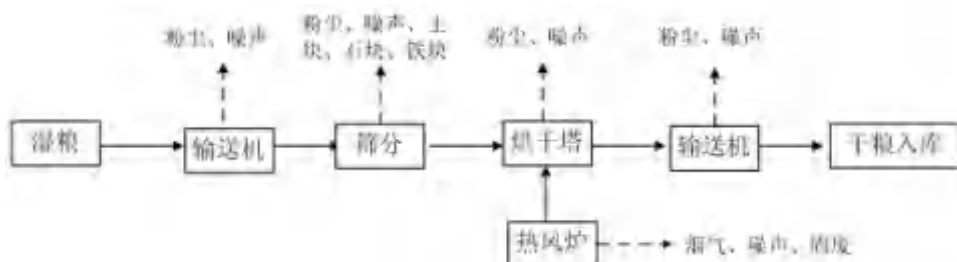 粉尘、噪声
粉尘、噪声、土
块、石块、铁块
粉尘、噪声
粉尘、噪声
湿粮
输送机
筛分
烘干塔
输送机
干粮入库
热风炉
烟气、噪声、固废